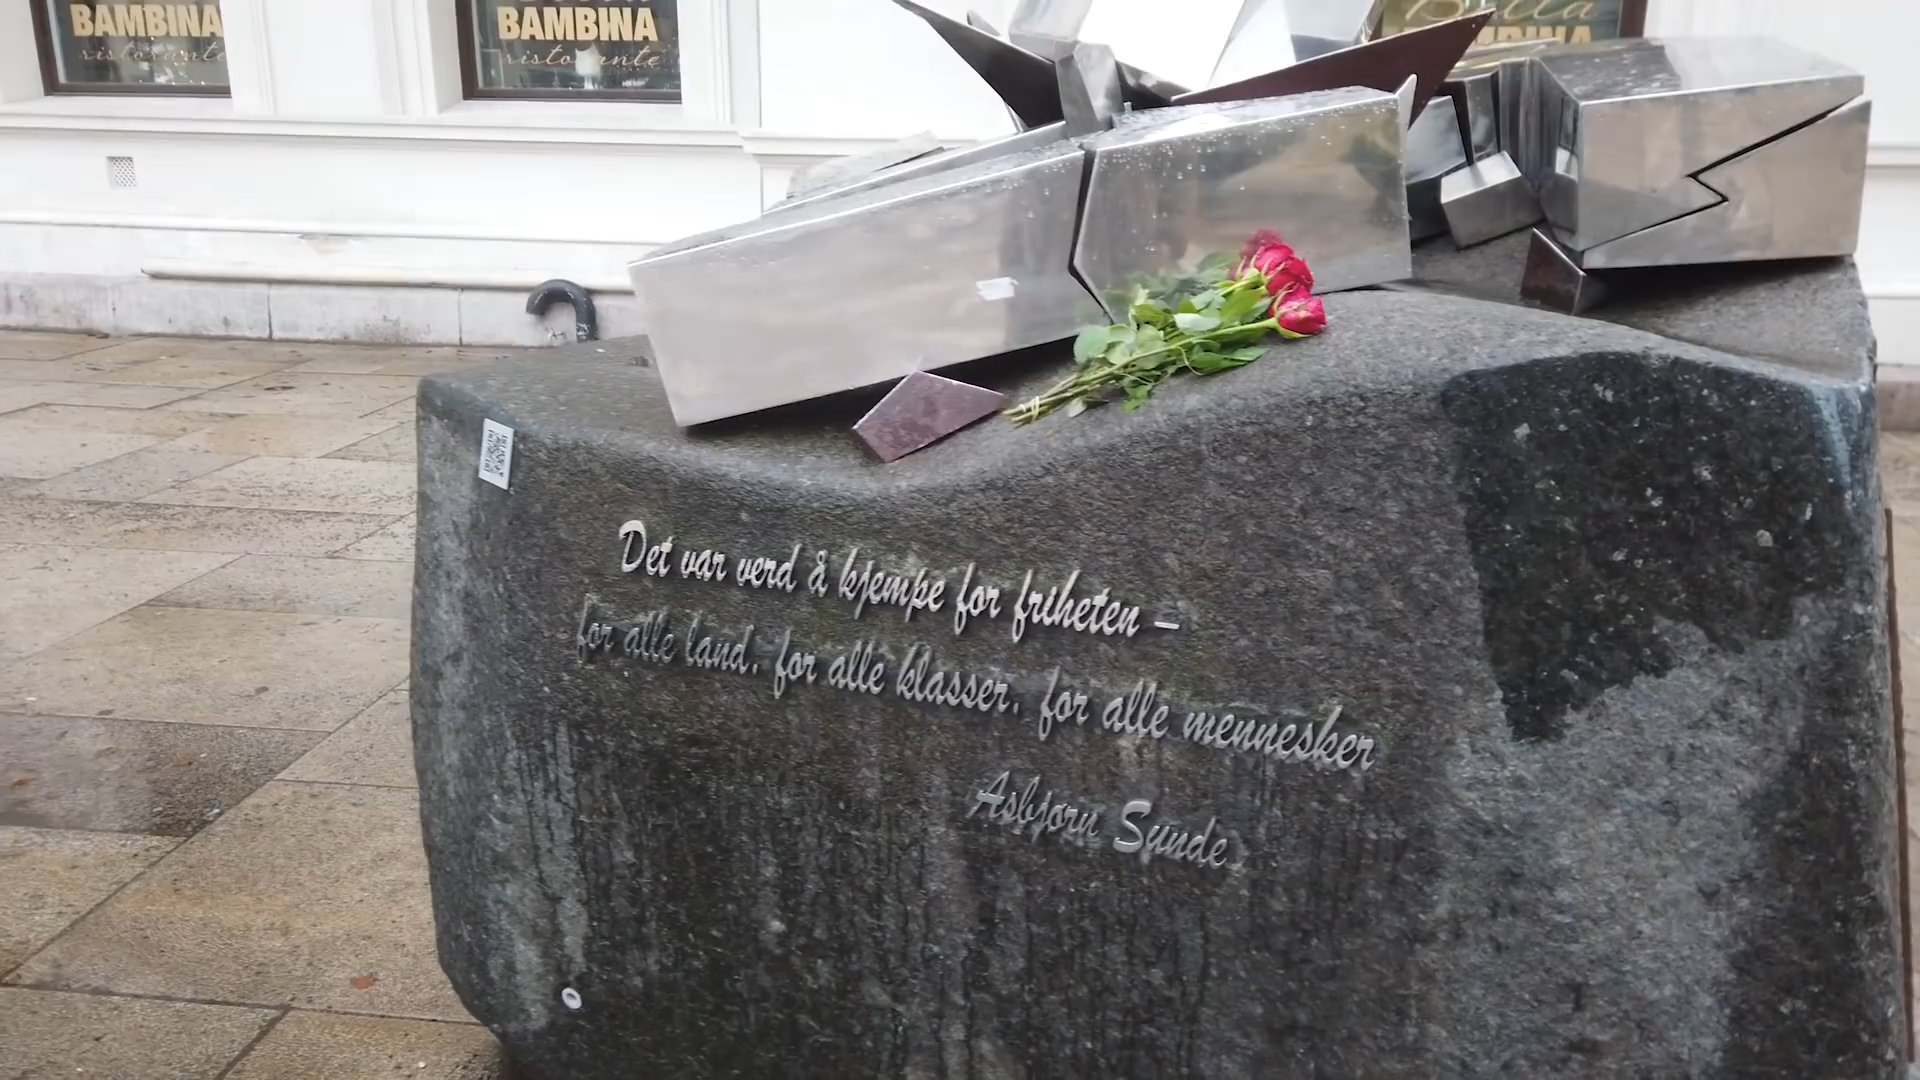 BAMBINA
ristorante
BAMBINA
ristorante
Bella
Det var verd å kjempe for friheten –
for alle land, for alle klasser, for alle mennesker
Asbjørn Sunde